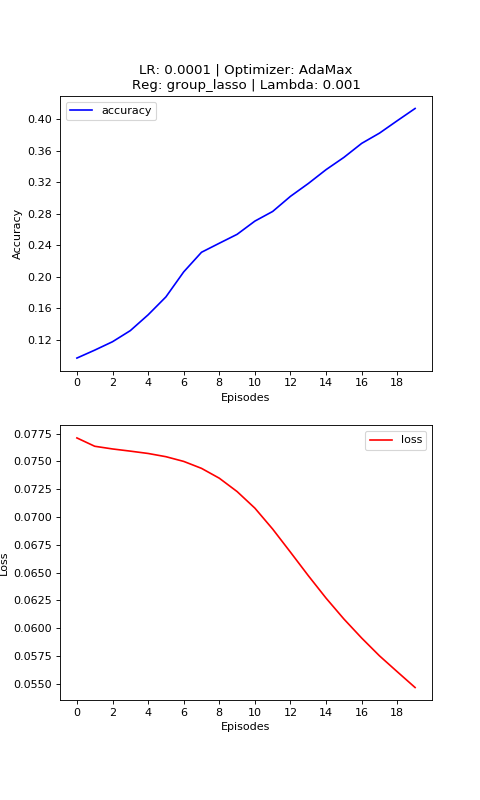 LR: 0.0001 | Optimizer: AdaMax
Reg: group_lasso | Lambda: 0.001
accuracy
0.40
0.36
0.32
0.28
0.24
0.20
0.16
0.12
Accuracy
0 2 4 6 8 10 12 14 16 18
Episodes
loss
0.0775
0.0750
0.0725
0.0700
0.0675
0.0650
0.0625
0.0600
0.0575
0.0550
Loss
0 2 4 6 8 10 12 14 16 18
Episodes